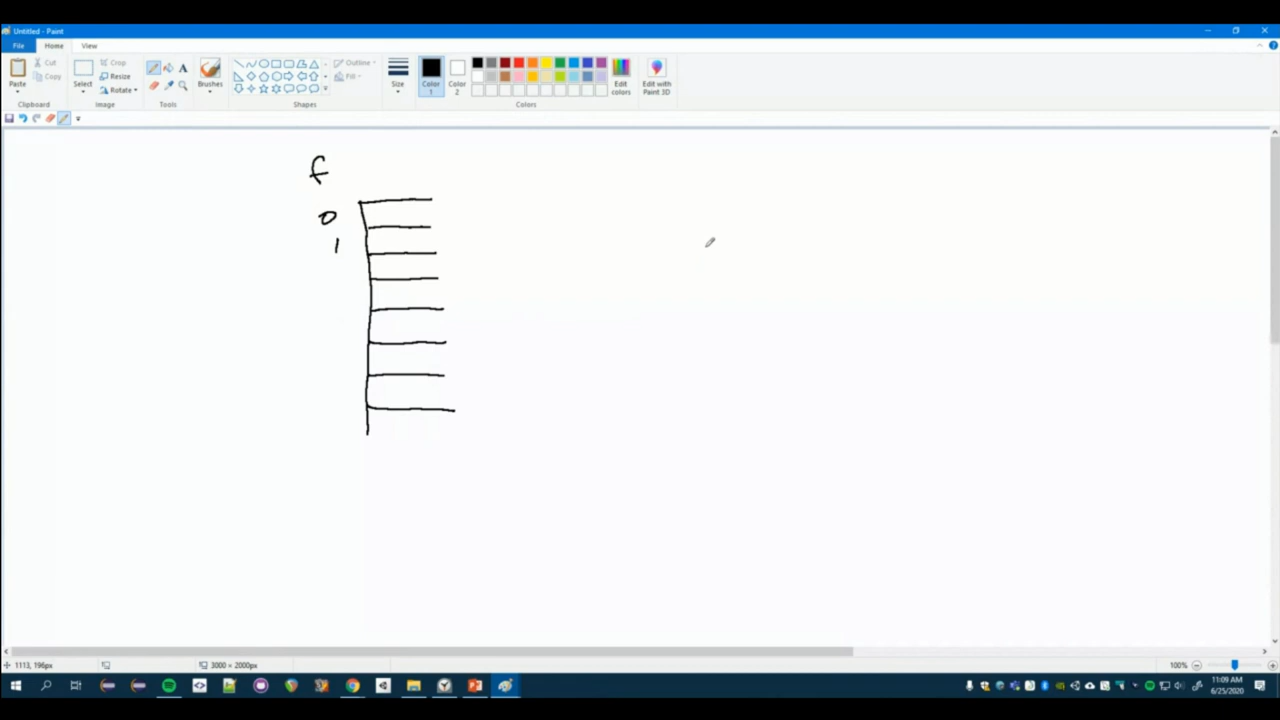 Untitled - Paint
File Home View
Paste Cut Copy Clipboard
Select Crop Resize Rotate Image
Tools
Brushes
Outline Fill Shapes
Size
Color 1
Color 2
Edit colors
Colors
Edit with Paint 3D
f
0
1
1113, 196px 3000 × 2000px 100%
11:09 AM
6/25/2020